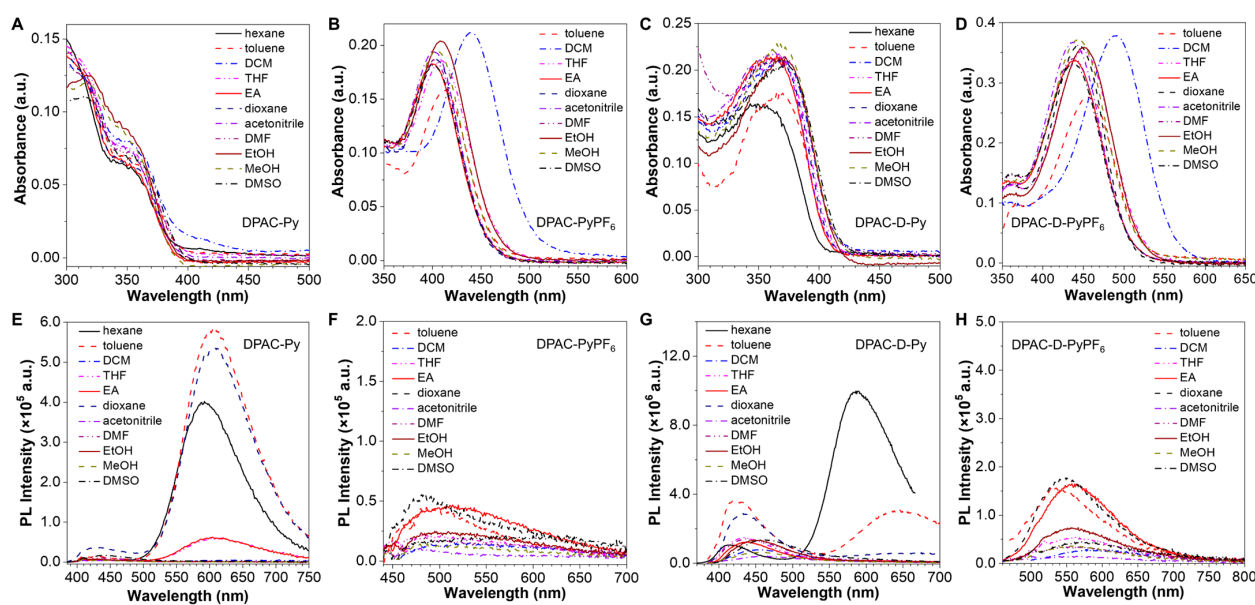 A
0.15
0.10
0.05
0.00
Absorbance (a.u.)
hexane
toluene
DCM
THF
EA
dioxane
acetonitrile
DMF
EtOH
MeOH
DMSO
DPAC-Py
300 350 400 450 500
Wavelength (nm)
B
0.20
0.15
0.10
0.05
0.00
Absorbance (a.u.)
toluene
DCM
THF
EA
dioxane
acetonitrile
DMF
EtOH
MeOH
DMSO
DPAC-PyPF6
350 400 450 500 550 600
Wavelength (nm)
C
0.25
0.20
0.15
0.10
0.05
0.00
Absorbance (a.u.)
hexane
toluene
DCM
THF
EA
dioxane
acetonitrile
DMF
EtOH
MeOH
DMSO
DPAC-D-Py
300 350 400 450 500
Wavelength (nm)
D
0.4
0.3
0.2
0.1
0.0
Absorbance (a.u.)
toluene
DCM
THF
EA
dioxane
acetonitrile
DMF
EtOH
MeOH
DMSO
DPAC-D-PyPF6
350 400 450 500 550 600 650
Wavelength (nm)
E
6.0
5.0
4.0
3.0
2.0
1.0
0.0
PL Intensity (×10⁵ a.u.)
hexane
toluene
DCM
THF
EA
dioxane
acetonitrile
DMF
EtOH
MeOH
DMSO
DPAC-Py
400 450 500 550 600 650 700 750
Wavelength (nm)
F
2.0
1.5
1.0
0.5
0.0
PL Intensity (×10⁵ a.u.)
toluene
DCM
THF
EA
dioxane
acetonitrile
DMF
EtOH
MeOH
DMSO
DPAC-PyPF6
450 500 550 600 650 700
Wavelength (nm)
G
12.0
9.0
6.0
3.0
0.0
PL Intensity (×10⁶ a.u.)
hexane
toluene
DCM
THF
EA
dioxane
acetonitrile
DMF
EtOH
MeOH
DMSO
DPAC-D-Py
400 450 500 550 600 650 700
Wavelength (nm)
H
5.0
4.0
3.0
2.0
1.0
0.0
PL Intensity (×10⁵ a.u.)
DPAC-D-PyPF6
toluene
DCM
THF
EA
dioxane
acetonitrile
DMF
EtOH
MeOH
DMSO
500 550 600 650 700 750 800
Wavelength (nm)